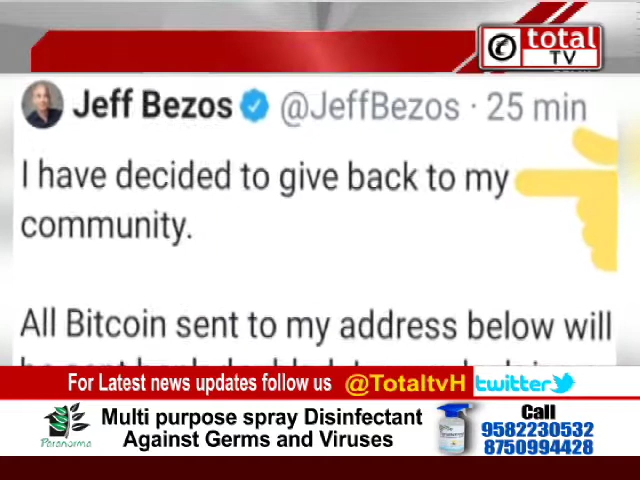 total
TV
Jeff Bezos @JeffBezos · 25 min
I have decided to give back to my
community.
All Bitcoin sent to my address below will
For Latest news updates follow us @TotaltvH twitter
Multi purpose spray Disinfectant
Against Germs and Viruses
Paranorma
Call
9582230532
8750994428